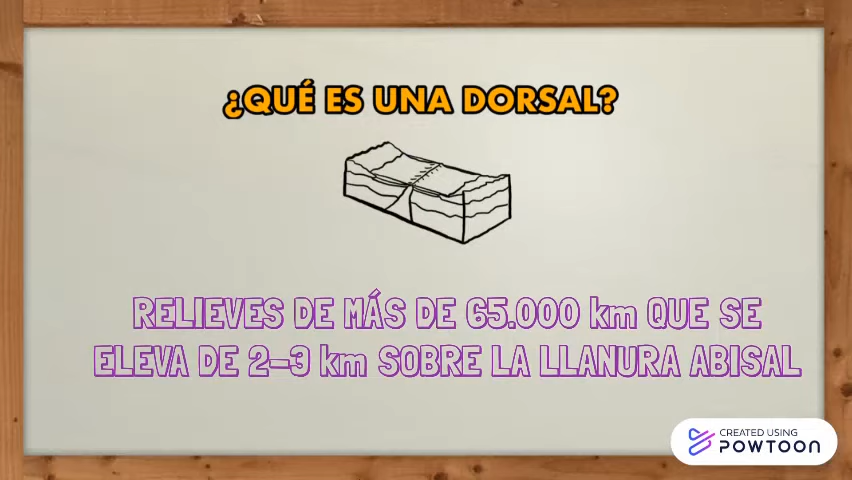 ¿QUÉ ES UNA DORSAL?
RELIEVES DE MÁS DE 65.000 km QUE SE
ELEVA DE 2-3 km SOBRE LA LLANURA ABISAL
CREATED USING
POWTOON